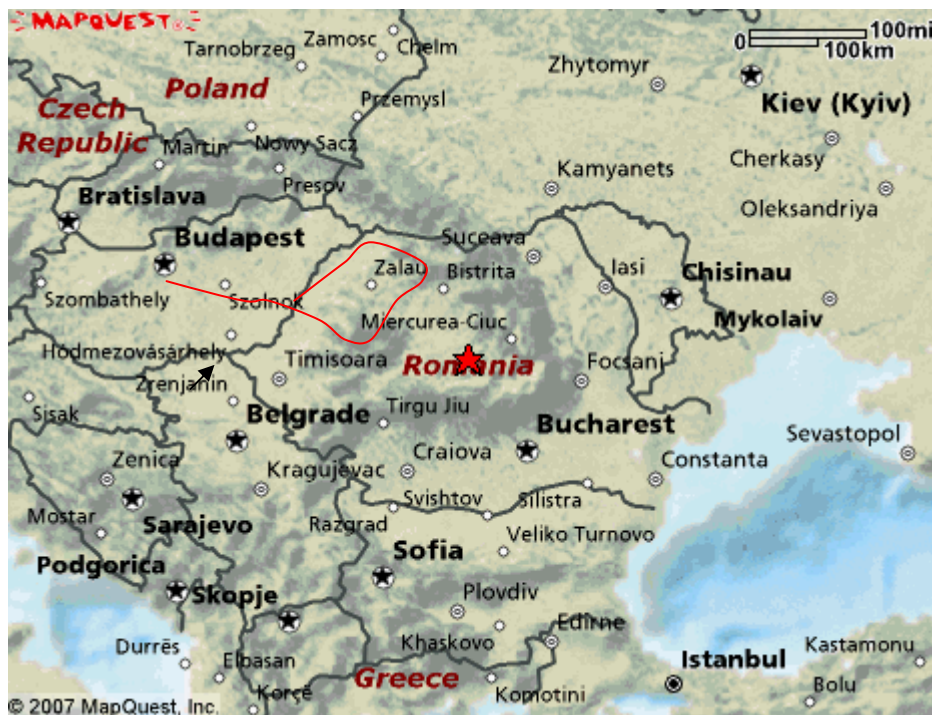 MAPQUEST®
0 100mi
100km
Tarnobrzeg
Zamosc
Chelm
Zhytomyr
Kiev (Kyiv)
Poland
Przemysl
Czech
Republic
Martin
Nowy Sacz
Cherkasy
Presov
Kamyanets
Bratislava
Oleksandriya
Budapest
Suceava
Zalau
Bistrita
Iasi
Chisinau
Szombathely
Szolnok
Mykolaiv
Miercurea-Ciuc
Hodmezovásárhely
Timisoara
Romania
Focsani
Zrenjanin
Sisak
Belgrade
Tirgu Jiu
Bucharest
Sevastopol
Zenica
Kragujevac
Craiova
Constanta
Svishtov
Silistra
Mostar
Sarajevo
Razgrad
Veliko Turnovo
Sofia
Podgorica
Skopje
Plovdiv
Durrës
Khaskovo
Edirne
Elbasan
Istanbul
Kastamonu
Korçë
Greece
Komotini
Bolu
© 2007 MapQuest, Inc.